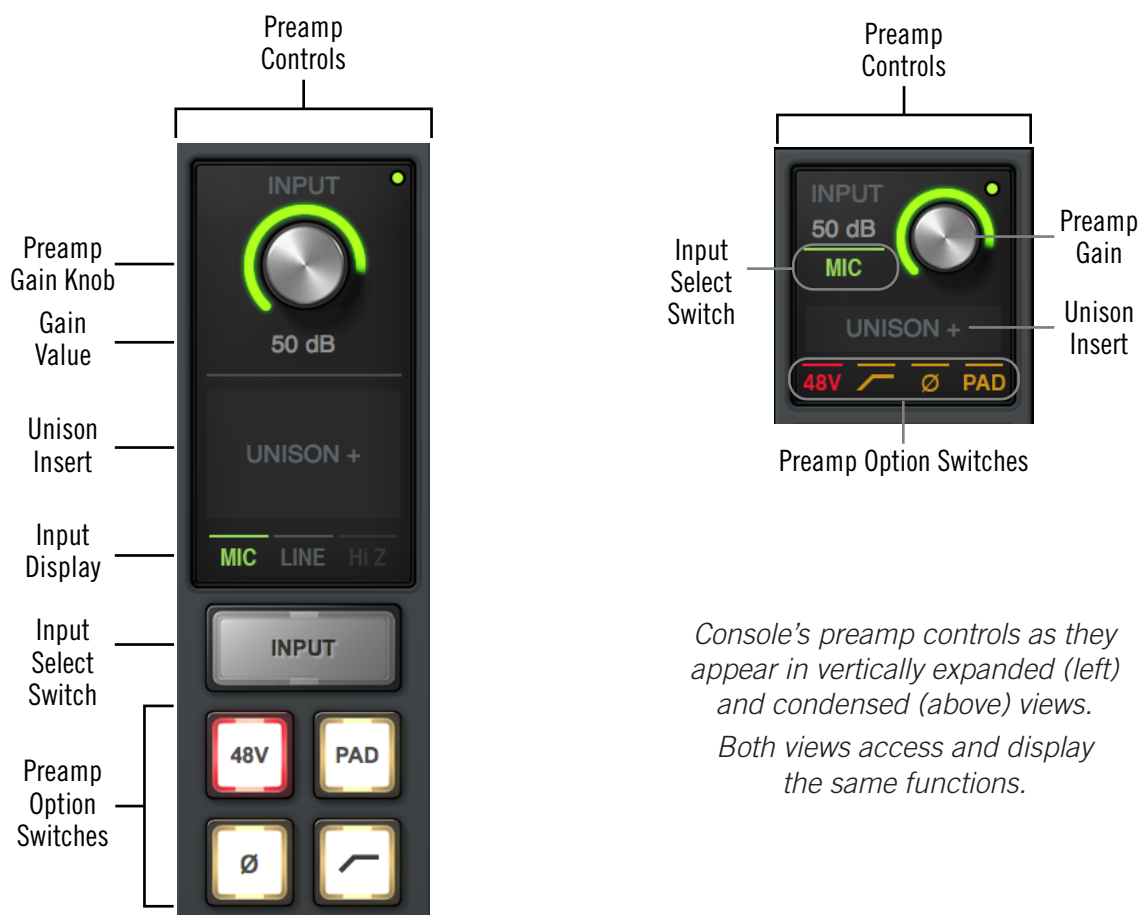 Preamp
Controls
INPUT
Preamp
Gain Knob
Gain
Value
50 dB
Unison
Insert
UNISON +
Input
Display
MIC LINE Hi Z
Input
Select
Switch
INPUT
Preamp
Option
Switches
48V PAD
Ø
Preamp
Controls
INPUT
50 dB
MIC
Input
Select
Switch
Preamp
Gain
UNISON +
Unison
Insert
48V Ø PAD
Preamp Option Switches
Console's preamp controls as they
appear in vertically expanded (left)
and condensed (above) views.
Both views access and display
the same functions.